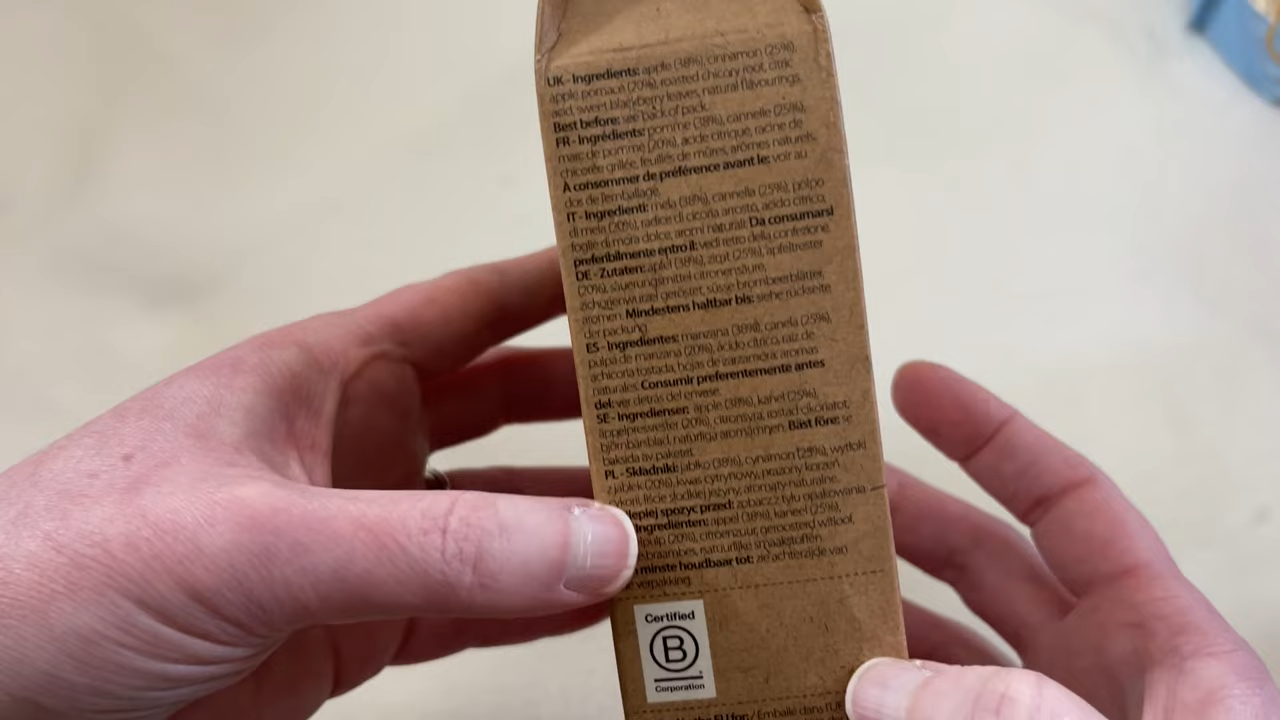 UK - Ingredients: apple (38%), cinnamon (25%),
apple pomace (20%), roasted chicory root, citric
acid, sweet blackberry leaves, natural flavourings.
Best before: see back of pack.
FR - Ingrédients: pomme (38%), cannelle (25%),
marc de pomme (20%), acide citrique, racine de
chicorée grillée, feuilles de mûres, arômes naturels.
À consommer de préférence avant le: voir au
dos de l'emballage.
IT - Ingredienti: mela (38%), cannella (25%), polpo
di mela (20%), radice di cicoria arrosto, acido citrico,
foglie di mora dolce, aromi naturali. Da consumarsi
preferibilmente entro il: vedi retro della confezione.
DE - Zutaten: apfel (38%), zimt (25%), apfeltrester
(20%), säuerungsmittel citronensäure,
zichorienwurzel geröstet, süsse brombeerblätter,
aromen. Mindestens haltbar bis: siehe rückseite
der packung.
ES - Ingredientes: manzana (38%), canela (25%),
pulpa de manzana (20%), ácido cítrico, raíz de
achicoria tostada, hojas de zarzamora, aromas
naturales. Consumir preferentemente antes
del: ver detrás del envase.
SE - Ingredienser: äpple (38%), kanel (25%),
äppelpressrester (20%), citronsyra, rostad cikoriarot,
björnbärsblad, naturliga aromämnen. Bäst före: se
baksida av paketet.
PL - Składniki: jabłko (38%), cynamon (25%), wytłoki
z jabłek (20%), kwas cytrynowy, prażony korzeń
cykorii, liście słodkiej jeżyny, aromaty naturalne.
lepiej spożyć przed: zobacz z tyłu opakowania
Ingrediënten: appel (38%), kaneel (25%),
pulp (20%), citroenzuur, geroosterd witloof,
braambes, natuurlijke smaakstoffen.
minste houdbaar tot: zie achterzijde van
verpakking.
Certified
B
Corporation
the EU for: / Emballé dans l'UE